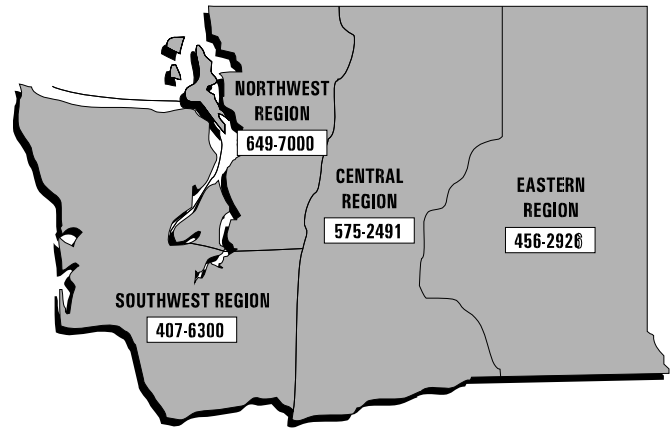 NORTHWEST
REGION
649-7000
CENTRAL
REGION
575-2491
EASTERN
REGION
456-2926
SOUTHWEST REGION
407-6300